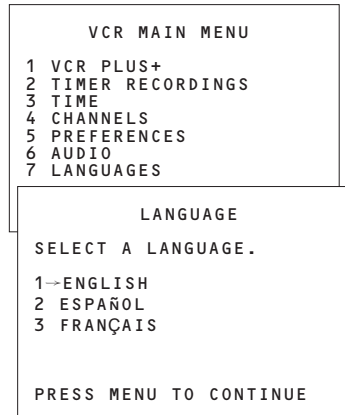 VCR MAIN MENU
1 VCR PLUS+
2 TIMER RECORDINGS
3 TIME
4 CHANNELS
5 PREFERENCES
6 AUDIO
7 LANGUAGES
LANGUAGE
SELECT A LANGUAGE.
1→ENGLISH
2 ESPAñOL
3 FRANÇAIS
PRESS MENU TO CONTINUE